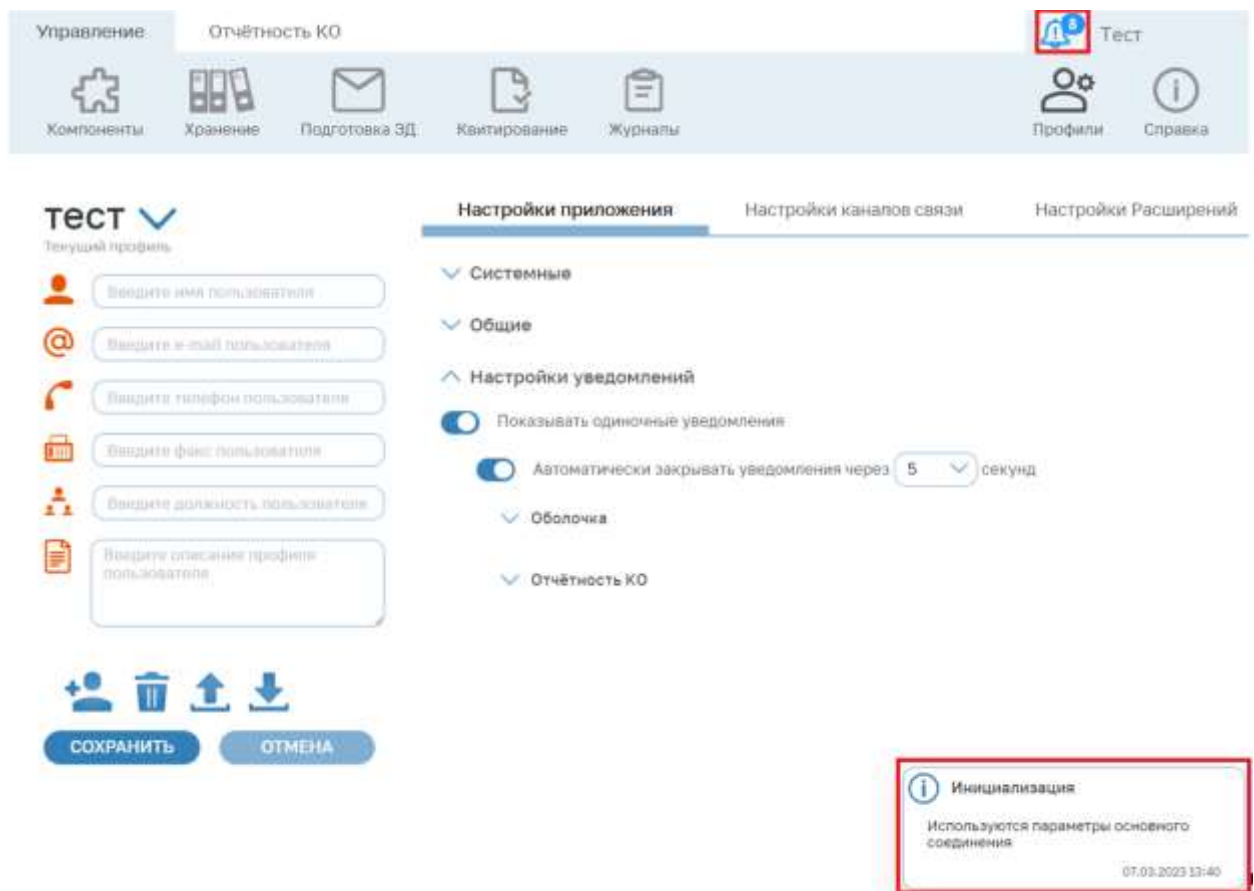 Управление
Отчётность КО
8
Тест
Компоненты
Хранение
Подготовка ЭД
Квитирование
Журналы
Профили
Справка
тест
Текущий профиль
Введите имя пользователя
Введите e-mail пользователя
Введите телефон пользователя
Введите факс пользователя
Введите должность пользователя
Введите описание профиля
пользователя
СОХРАНИТЬ
ОТМЕНА
Настройки приложения
Настройки каналов связи
Настройки Расширений
Системные
Общие
Настройки уведомлений
Показывать одиночные уведомления
Автоматически закрывать уведомления через 5 секунд
Оболочка
Отчётность КО
Инициализация
Используются параметры основного
соединения
07.03.2023 13:40